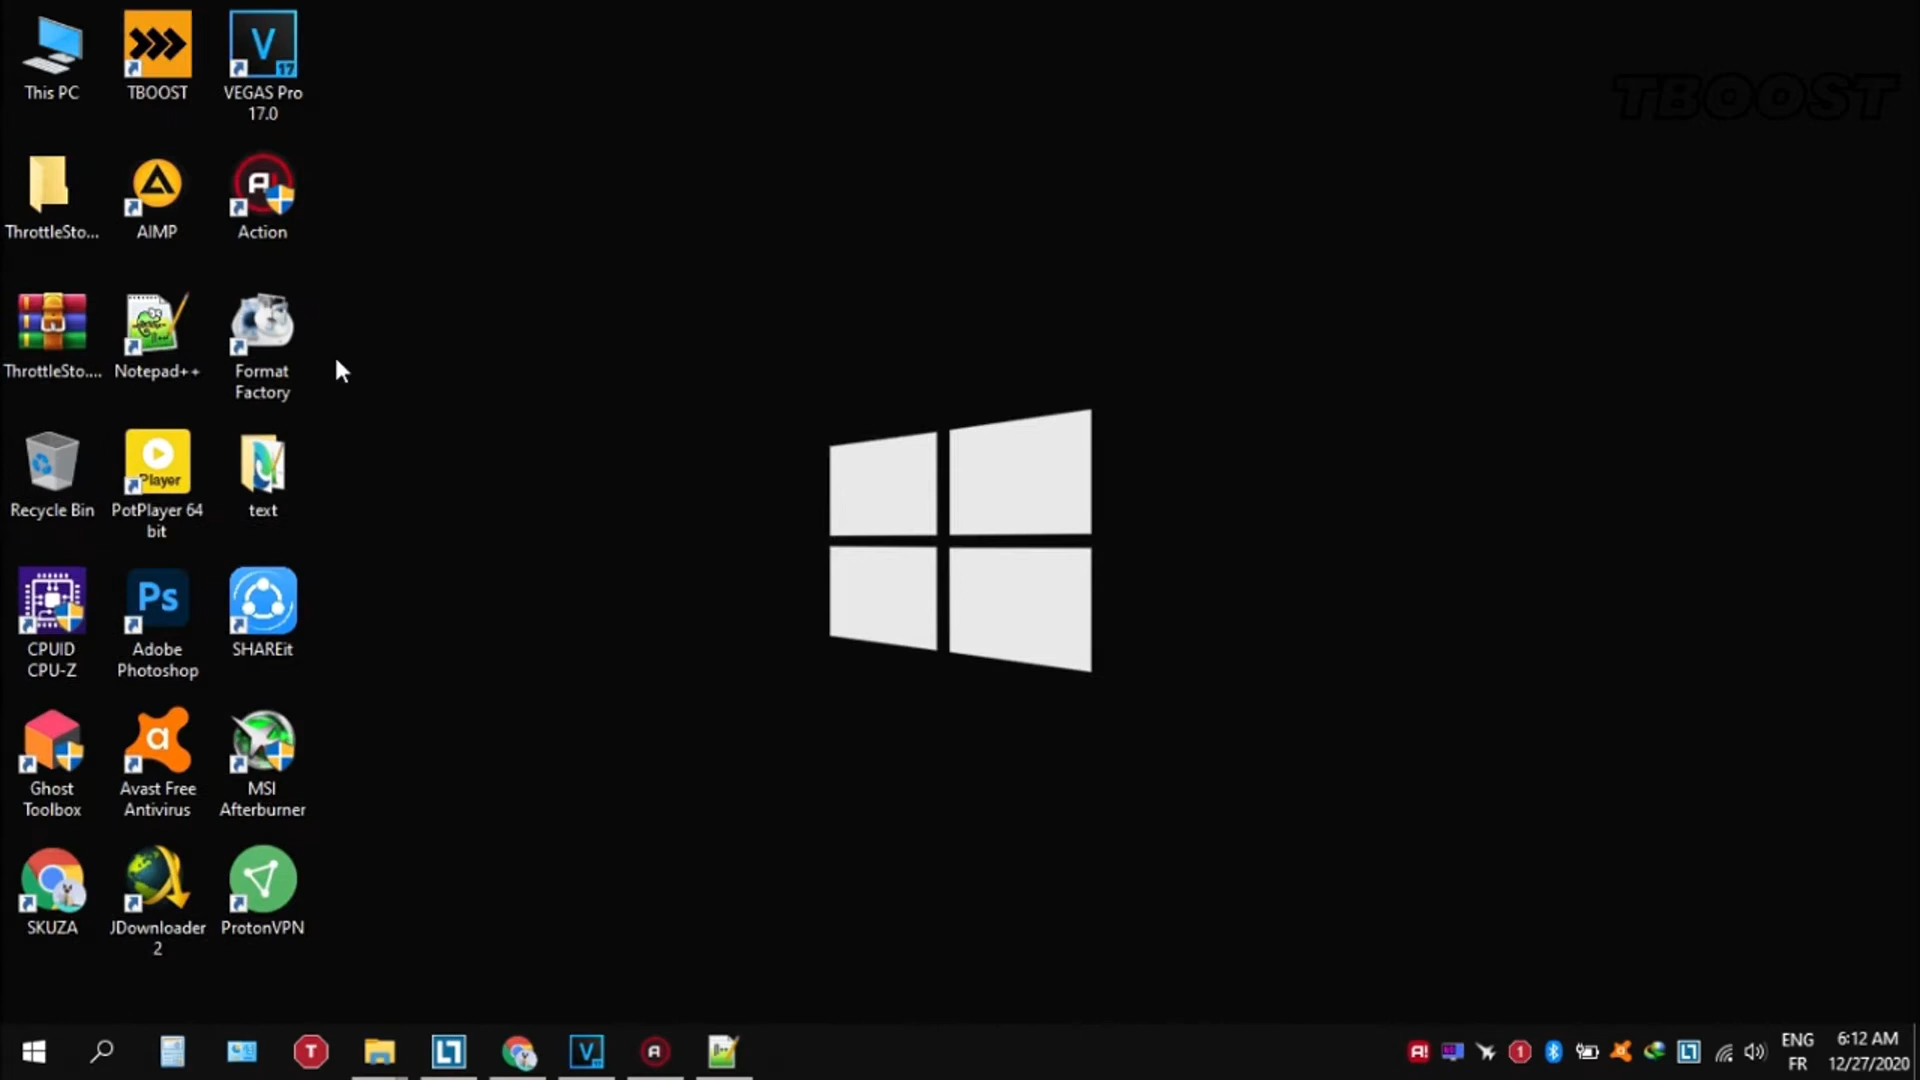 TBOOST
This PC
TBOOST
VEGAS Pro
17.0
ThrottleSto...
AIMP
Action
ThrottleSto....
Notepad++
Format
Factory
Recycle Bin
Player
PotPlayer 64
bit
text
CPUID
CPU-Z
Ps
Adobe
Photoshop
SHAREit
Ghost
Toolbox
Avast Free
Antivirus
MSI
Afterburner
SKUZA
JDownloader
2
ProtonVPN
ENG
FR
6:12 AM
12/27/2020